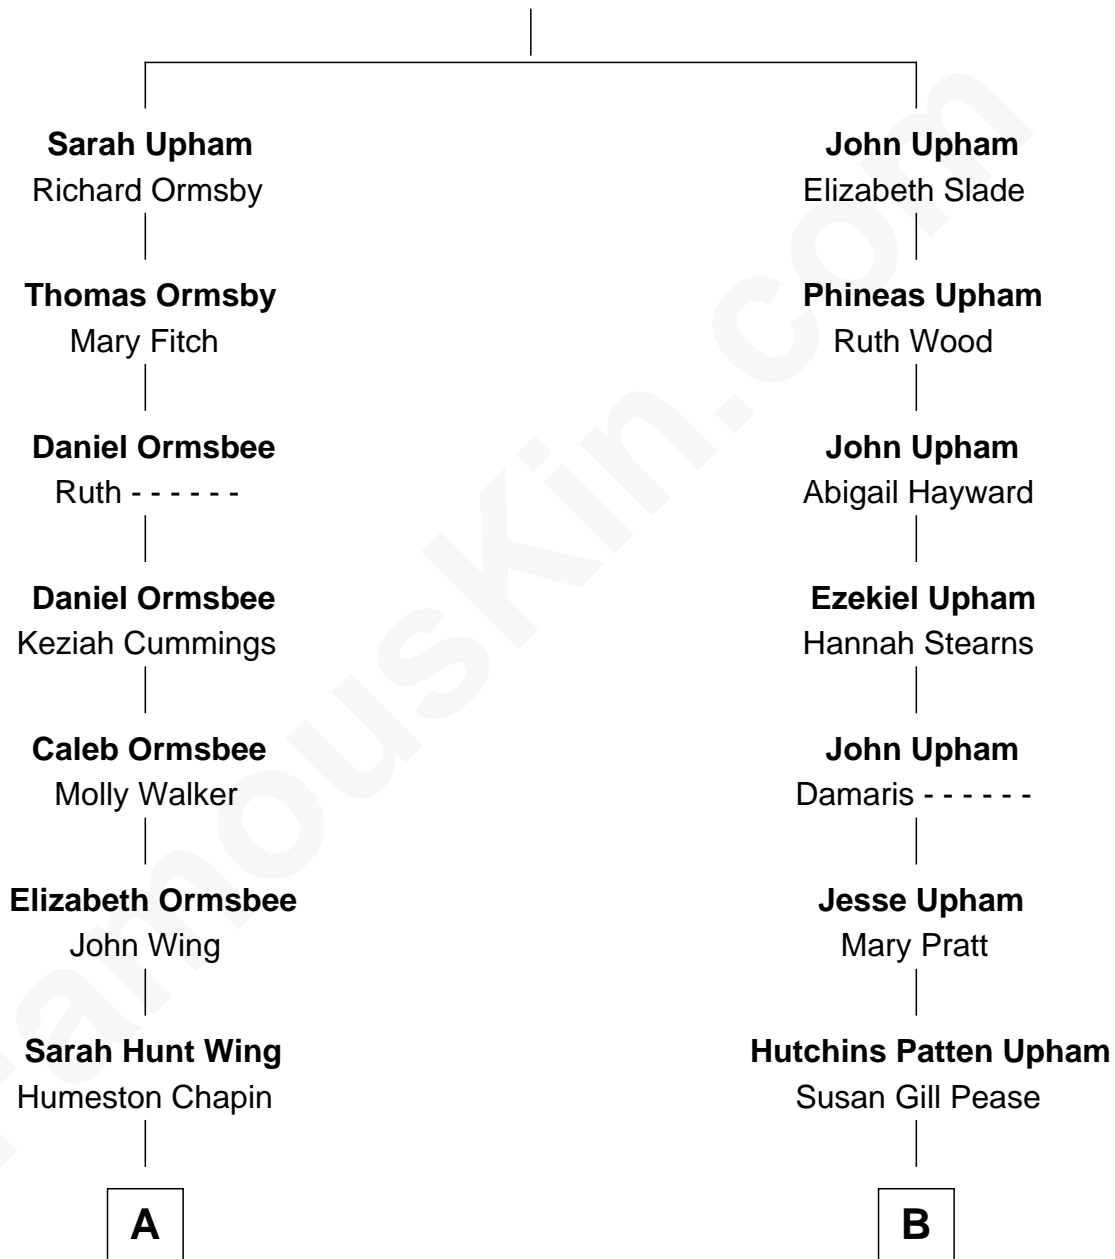 Sarah Upham
Richard Ormsby
Thomas Ormsby
Mary Fitch
Daniel Ormsbee
Ruth - - - - - -
Daniel Ormsbee
Keziah Cummings
Caleb Ormsbee
Molly Walker
Elizabeth Ormsbee
John Wing
Sarah Hunt Wing
Humeston Chapin
A
John Upham
Elizabeth Slade
Phineas Upham
Ruth Wood
John Upham
Abigail Hayward
Ezekiel Upham
Hannah Stearns
John Upham
Damaris - - - - - -
Jesse Upham
Mary Pratt
Hutchins Patten Upham
Susan Gill Pease
B
famouskin.com